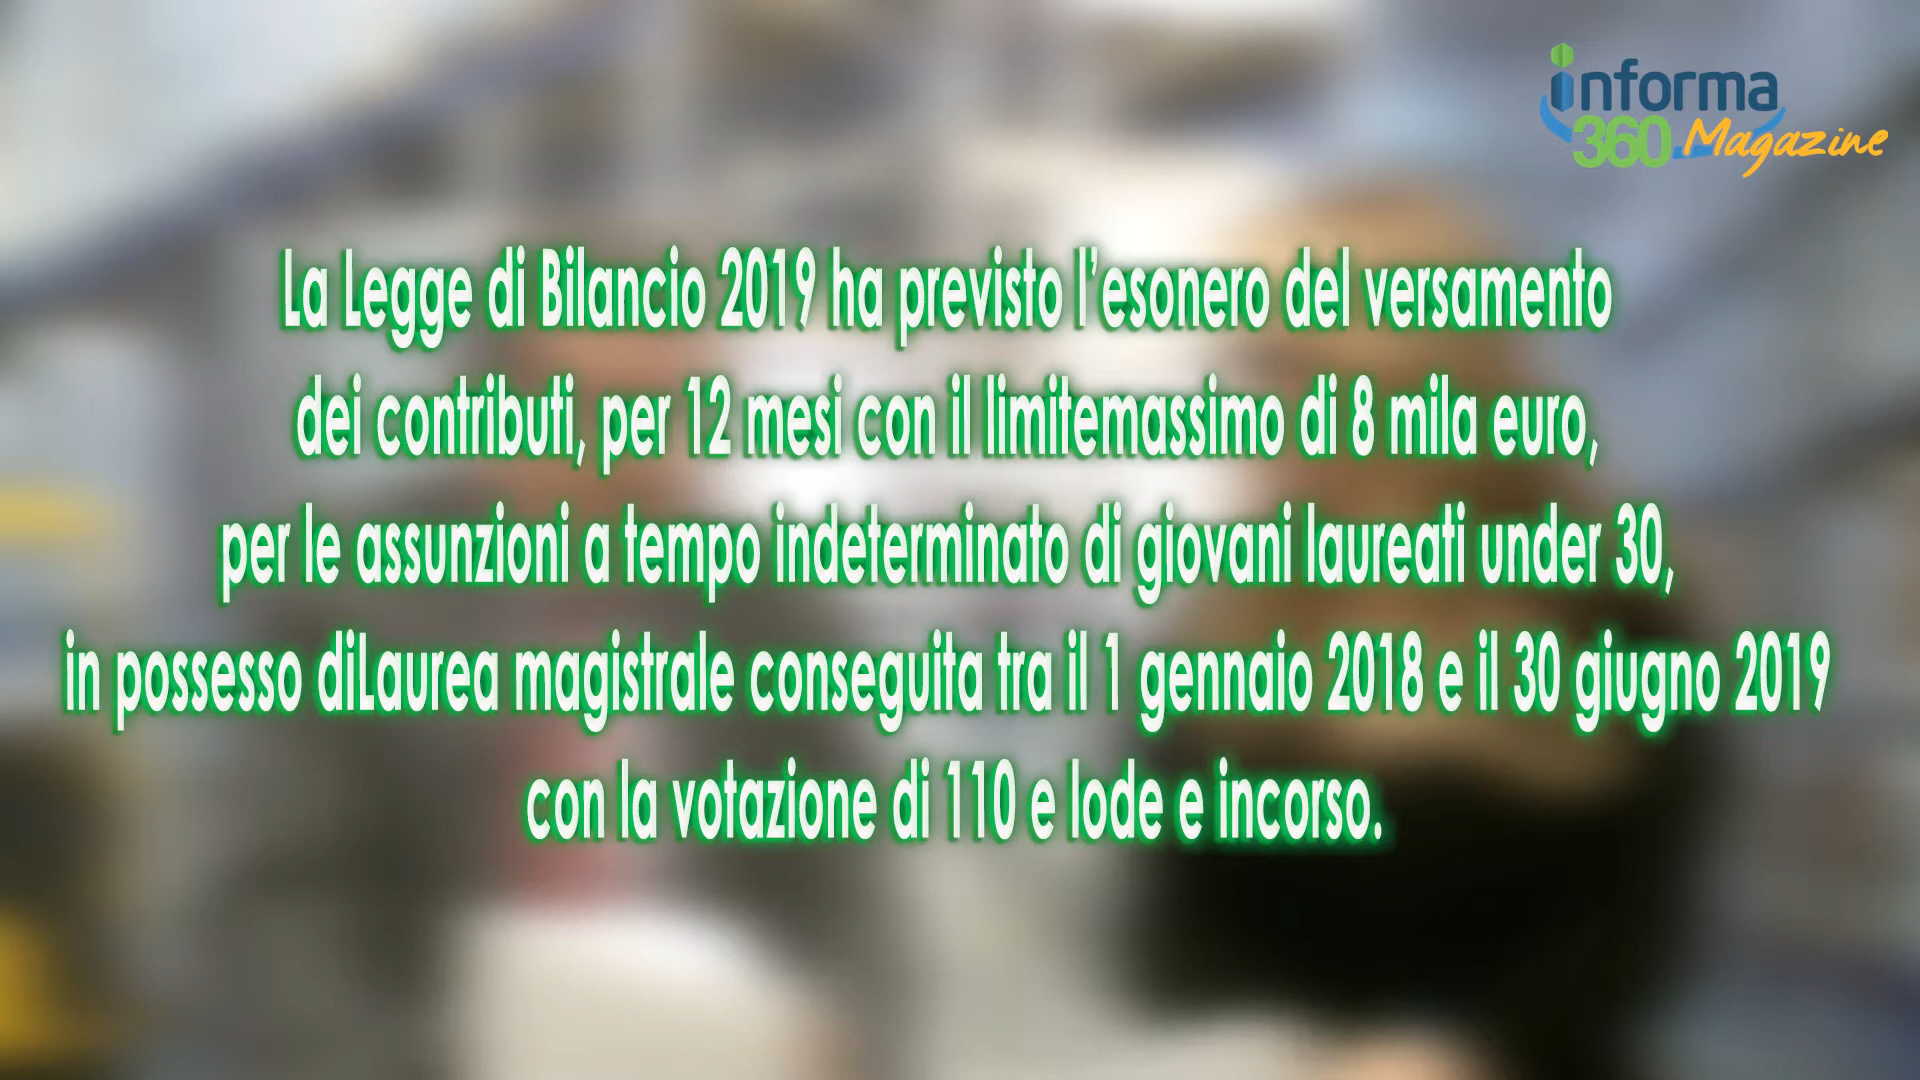 informa
360 Magazine
La Legge di Bilancio 2019 ha previsto l’esonero del versamento
dei contributi, per 12 mesi con il limitemassimo di 8 mila euro,
per le assunzioni a tempo indeterminato di giovani laureati under 30,
in possesso diLaurea magistrale conseguita tra il 1 gennaio 2018 e il 30 giugno 2019
con la votazione di 110 e lode e incorso.